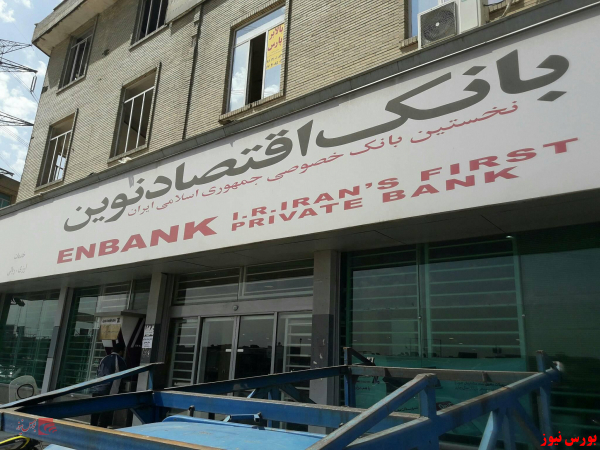 بانک اقتصادنوین
نخستین بانک خصوصی جمهوری اسلامی ایران
ENBANK I.R.IRAN'S FIRST
PRIVATE BANK
بورس نیوز